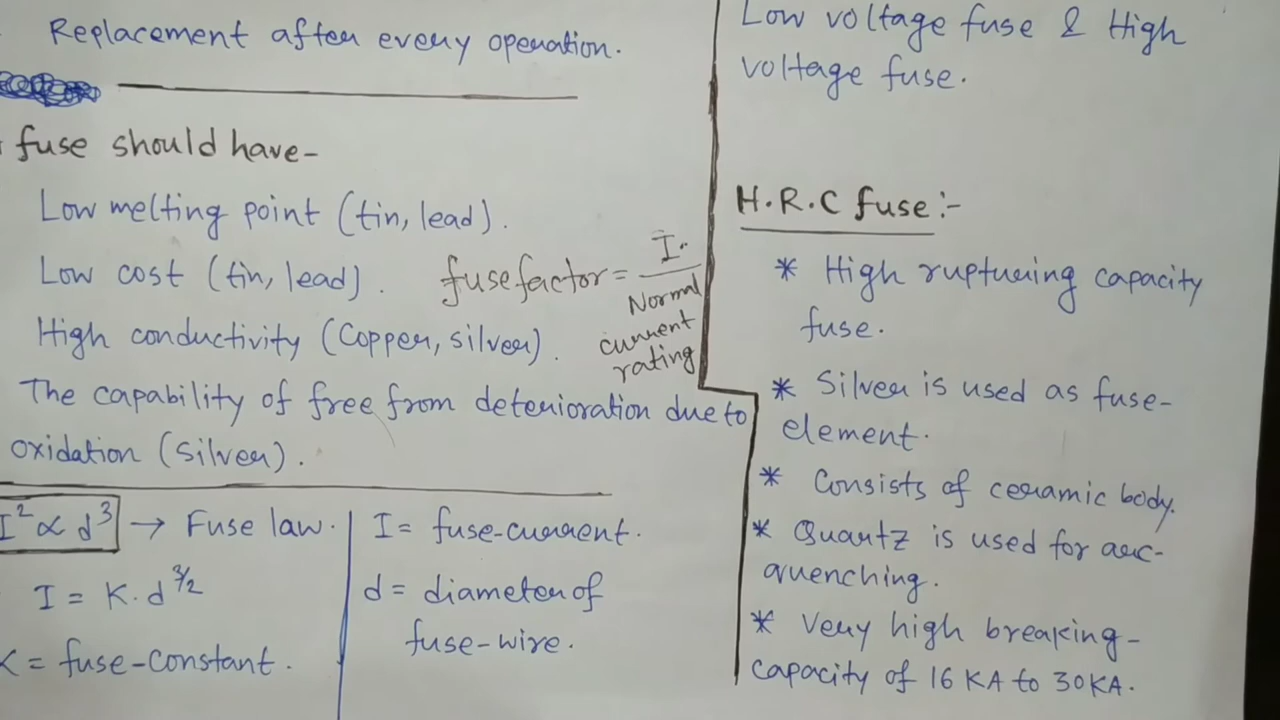 Replacement after every operation.
fuse should have-
Low melting point (tin, lead).
Low cost (tin, lead).
fuse factor = I / Normal current rating
High conductivity (Copper, silver).
The capability of free from deterioration due to
oxidation (silver).
I² ∝ d³ → Fuse law.
I = K. d^3/2
K = fuse-constant.
I = fuse-current.
d = diameter of
fuse-wire.
Low voltage fuse & High
voltage fuse.
H.R.C fuse:-
* High rupturing capacity
fuse.
* Silver is used as fuse-
element.
* Consists of ceramic body.
* Quartz is used for arc-
quenching.
* Very high breaking-
capacity of 16 KA to 30KA.